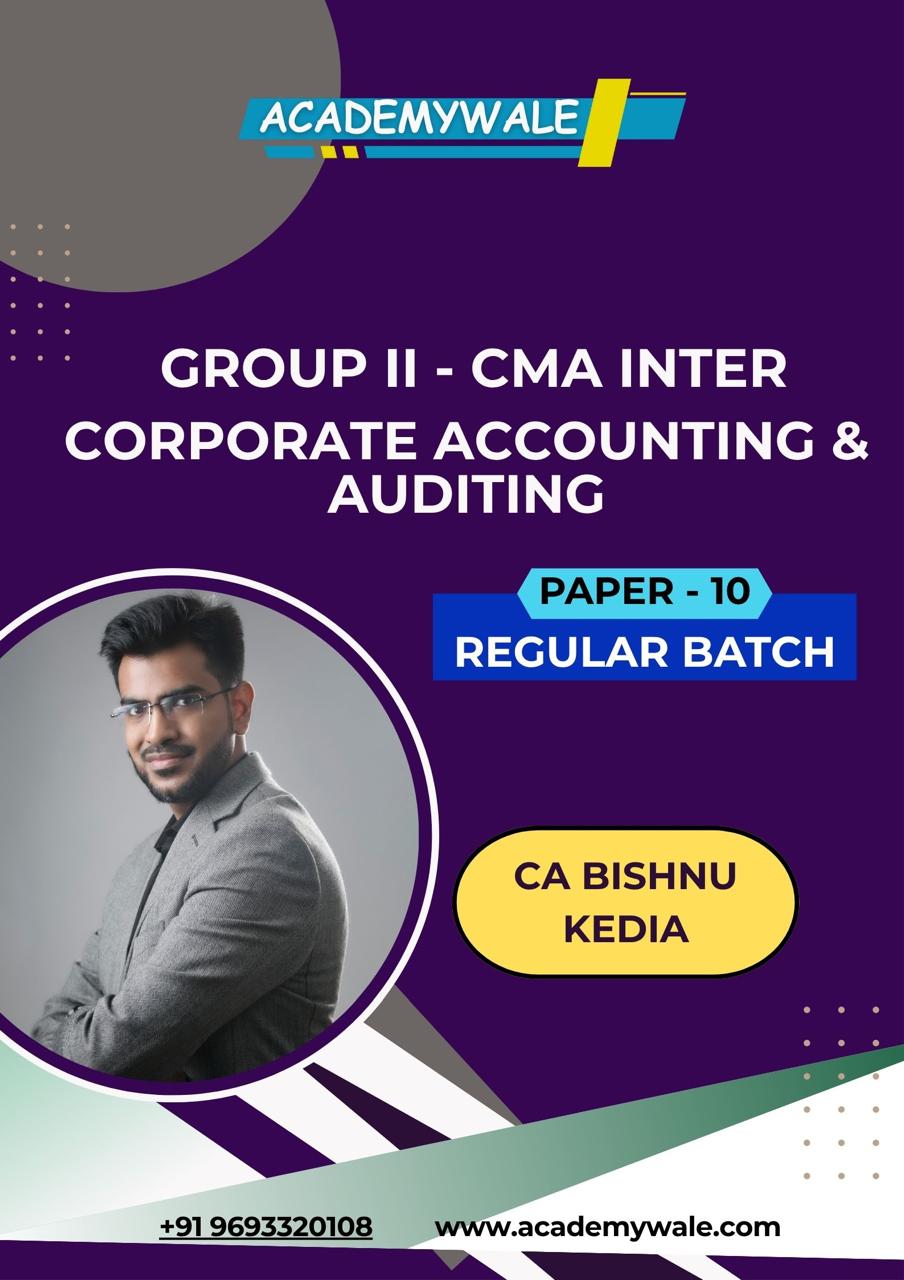 ACADEMYWALE
GROUP II - CMA INTER
CORPORATE ACCOUNTING &
AUDITING
PAPER - 10
REGULAR BATCH
CA BISHNU
KEDIA
+91 9693320108
www.academywale.com